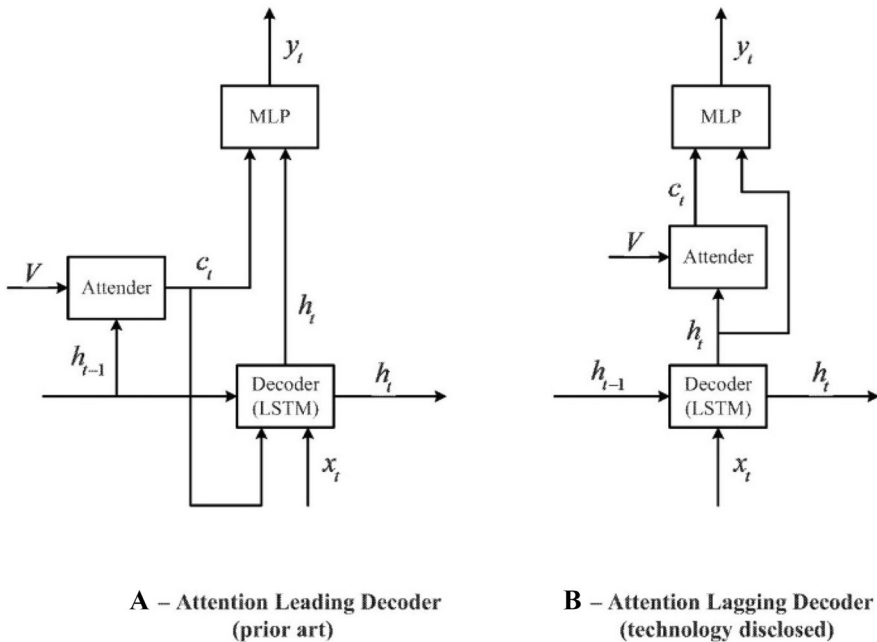 y_t
MLP
c_t
V
Attender
h_t
h_{t-1}
Decoder
(LSTM)
h_t
x_t
A – Attention Leading Decoder
(prior art)
y_t
MLP
c_t
V
Attender
h_t
h_{t-1}
Decoder
(LSTM)
h_t
x_t
B – Attention Lagging Decoder
(technology disclosed)